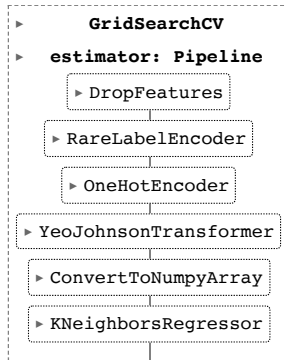 GridSearchCV
estimator: Pipeline
DropFeatures
RareLabelEncoder
OneHotEncoder
YeoJohnsonTransformer
ConvertToNumpyArray
KNeighborsRegressor